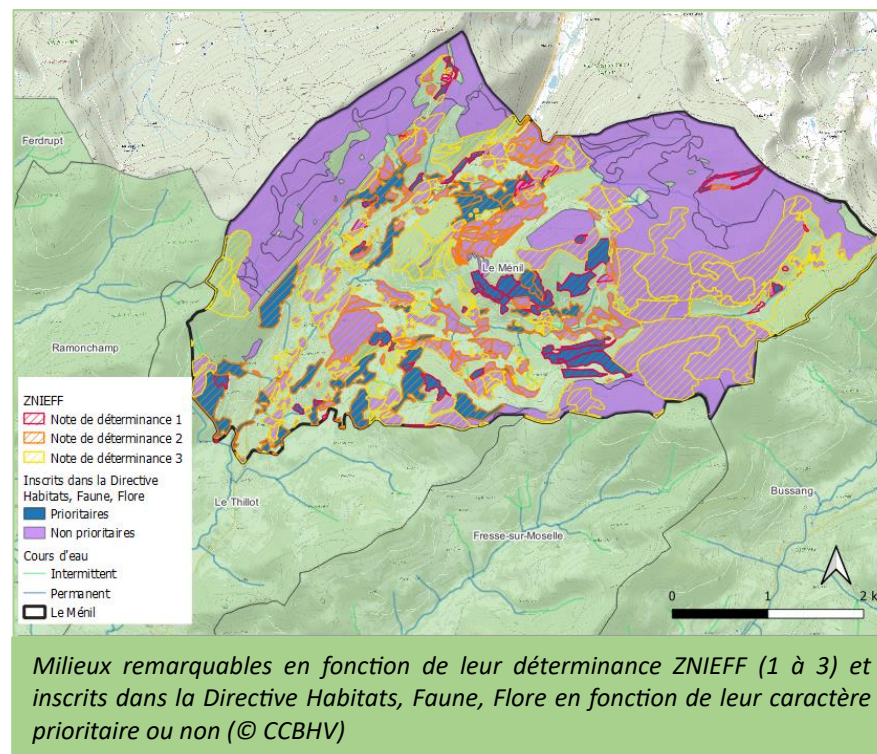 Ferdrupt
Le Ménil
Ramonchamp
ZNIEFF
Note de déterminance 1
Note de déterminance 2
Note de déterminance 3
Inscrits dans la Directive
Habitats, Faune, Flore
Prioritaires
Non prioritaires
Cours d'eau
Intermittent
Permanent
Le Ménil
Le Thillot
Bussang
Fresse-sur-Moselle
0 1 2 k
Milieux remarquables en fonction de leur déterminance ZNIEFF (1 à 3) et
inscrits dans la Directive Habitats, Faune, Flore en fonction de leur caractère
prioritaire ou non (© CCBHV)